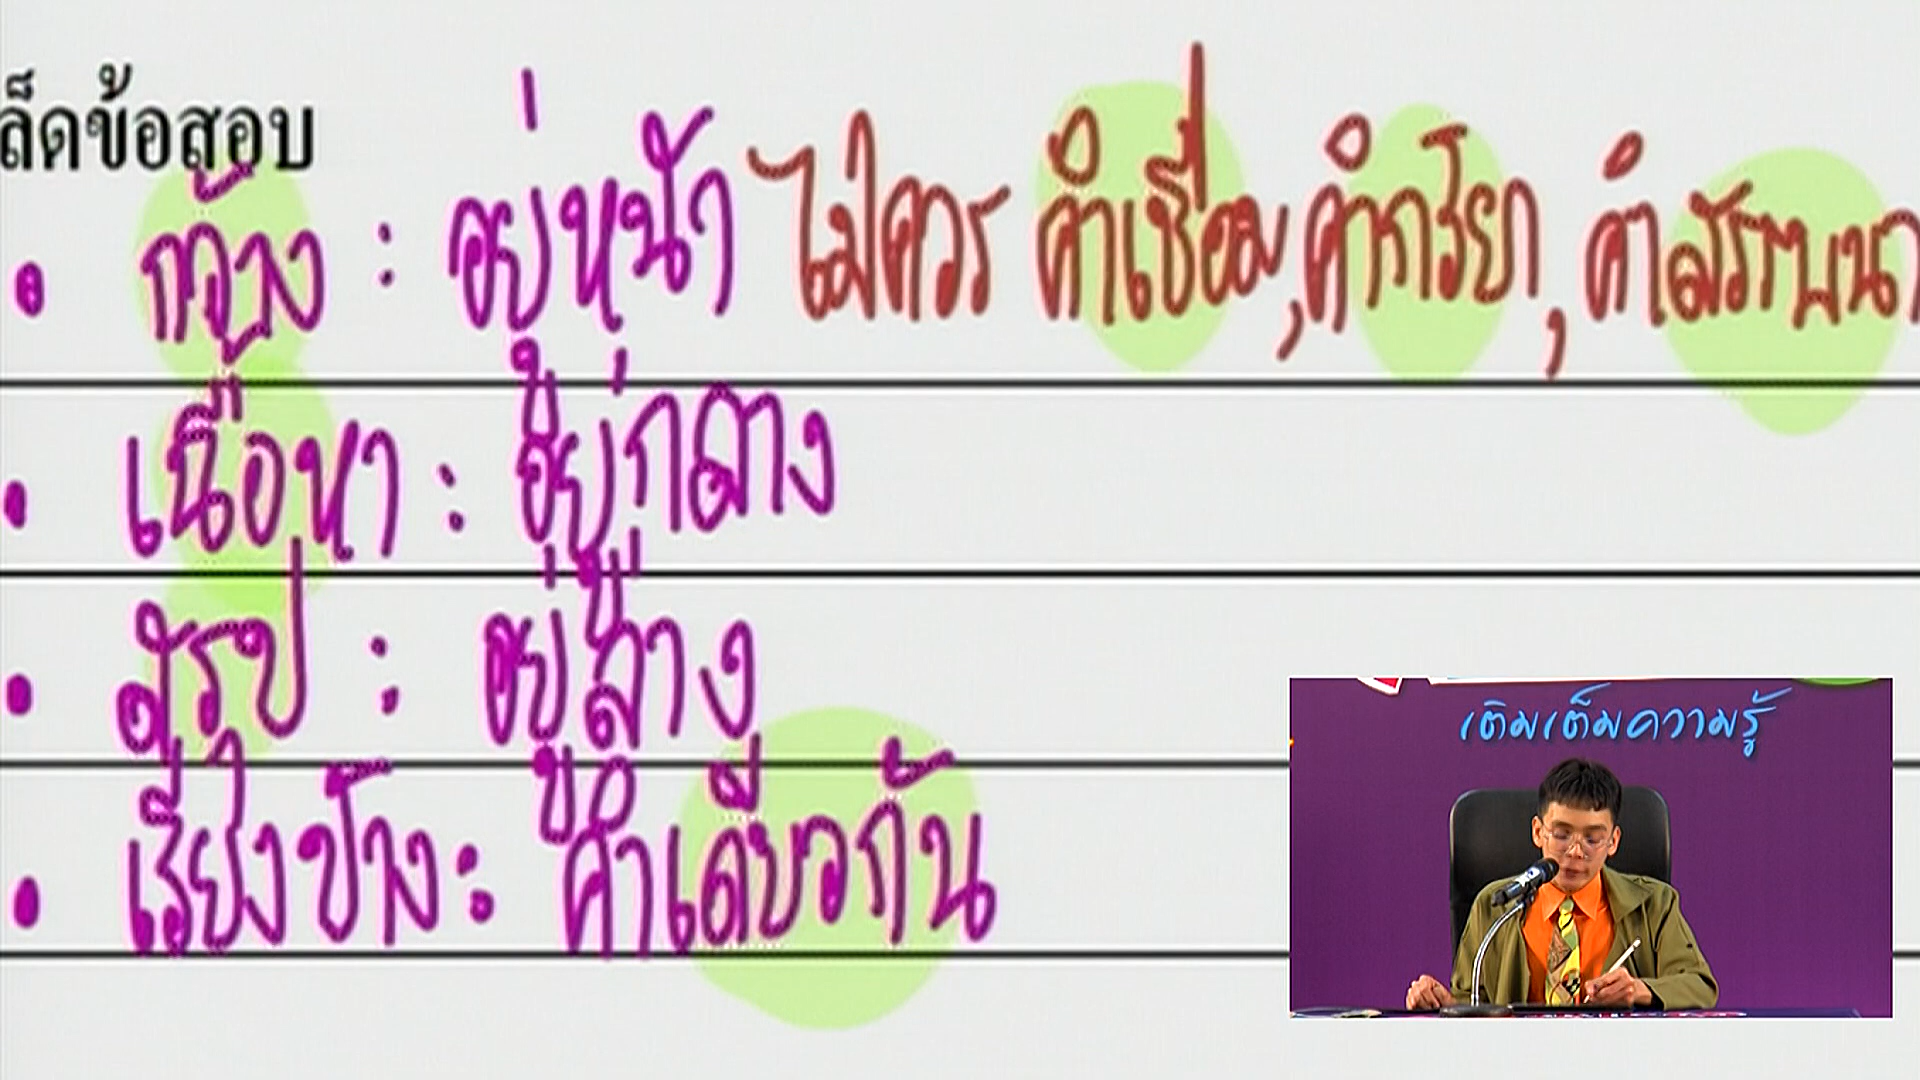 ล็ดข้อสอบ
• กว้าง : อยู่หน้า ไม่ควร คำเชื่อม, คำกริยา, คำสรรพนา
• เนื้อหา : อยู่กลาง
• สรุป : อยู่ล่าง
• เรียงข้าง : คำเดียวกัน
เติมเต็มความรู้